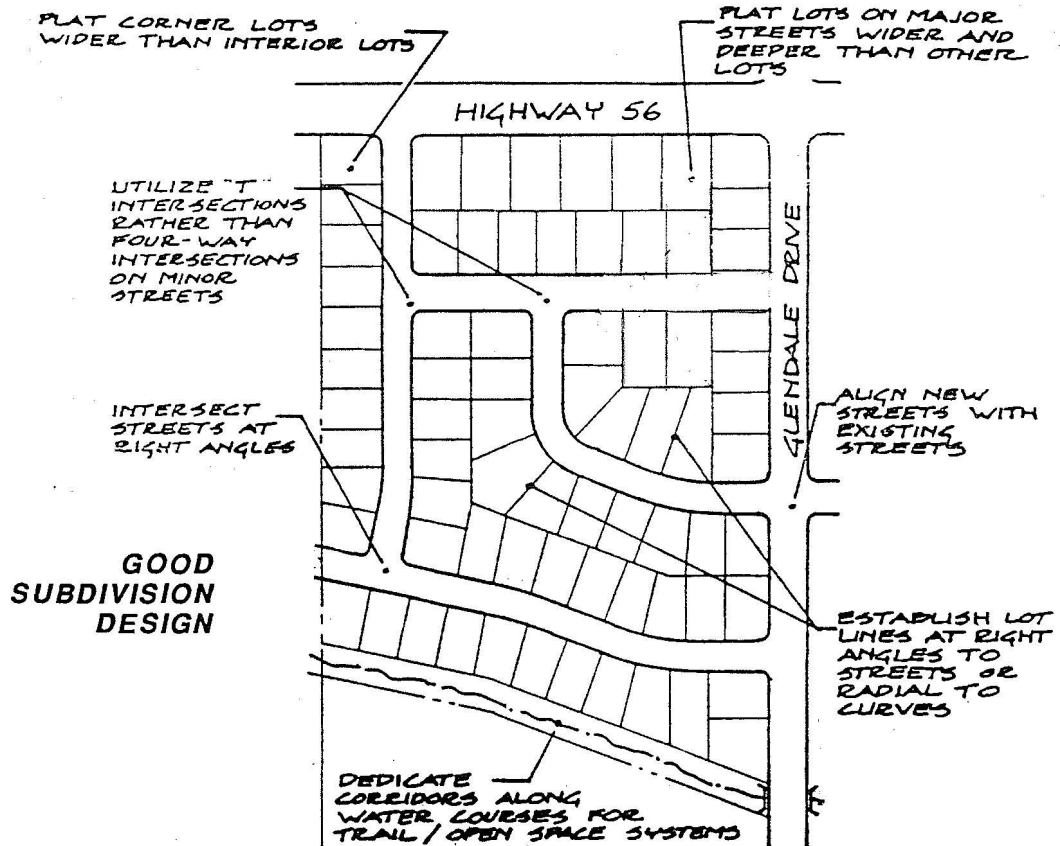 PLAT CORNER LOTS
WIDER THAN INTERIOR LOTS
PLAT LOTS ON MAJOR
STREETS WIDER AND
DEEPER THAN OTHER
LOTS
HIGHWAY 56
UTILIZE "T"
INTERSECTIONS
RATHER THAN
FOUR-WAY
INTERSECTIONS
ON MINOR
STREETS
GLENDALE DRIVE
INTERSECT
STREETS AT
RIGHT ANGLES
ALIGN NEW
STREETS WITH
EXISTING
STREETS
GOOD
SUBDIVISION
DESIGN
ESTABLISH LOT
LINES AT RIGHT
ANGLES TO
STREETS OR
RADIAL TO
CURVES
DEDICATE
CORRIDORS ALONG
WATER COURSES FOR
TRAIL / OPEN SPACE SYSTEMS